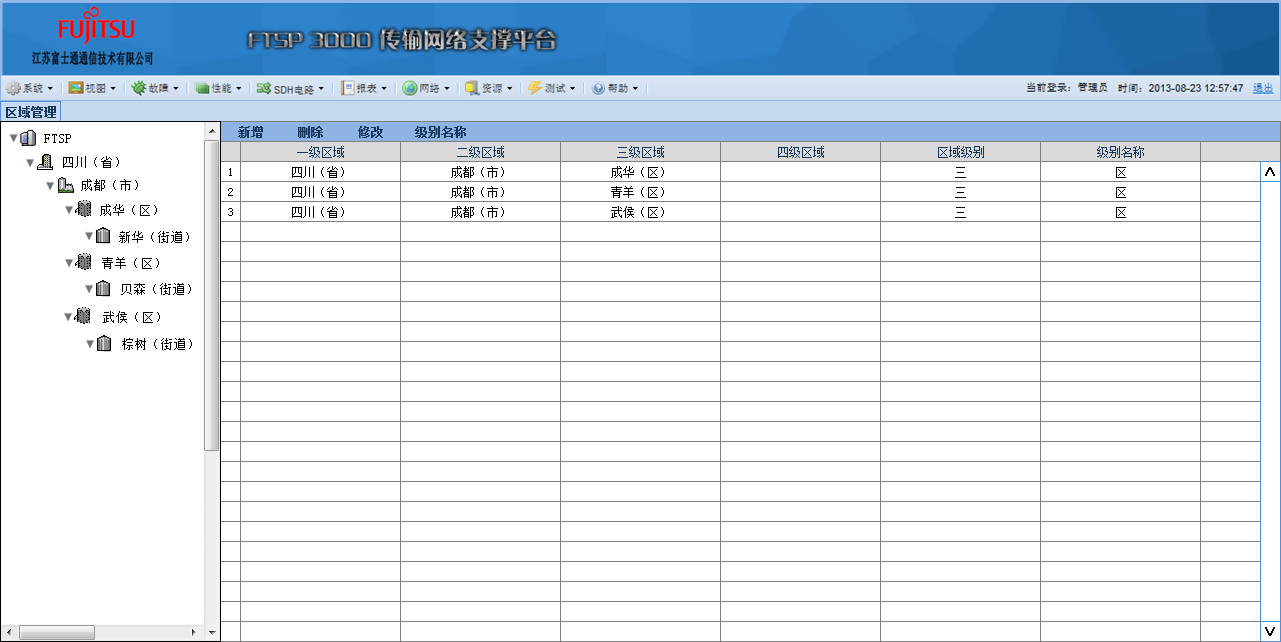 FUJITSU
江苏富士通通信技术有限公司
FTSP 3000 传输网络支撑平台
系统 视图 故障 性能 SDH电路 报表 网络 资源 测试 帮助 当前登录: 管理员 时间: 2013-08-23 12:57:47 退出
区域管理
FTSP
四川（省）
成都（市）
成华（区）
新华（街道）
青羊（区）
贝森（街道）
武侯（区）
棕树（街道）
新增 删除 修改 级别名称
一级区域 二级区域 三级区域 四级区域 区域级别 级别名称
1 四川（省） 成都（市） 成华（区） 三 区
2 四川（省） 成都（市） 青羊（区） 三 区
3 四川（省） 成都（市） 武侯（区） 三 区